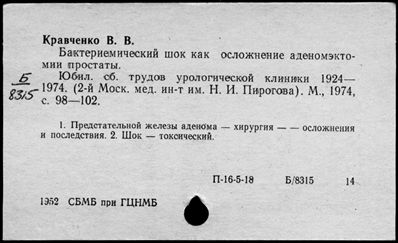 Кравченко В. В.
Бактериемический шок как осложнение аденомэкто-
мии простаты.
Юбил. сб. трудов урологической клиники 1924—
1974. (2-й Моск. мед. ин-т им. Н. И. Пирогова). М., 1974,
с. 98—102.
Б
8315
1. Предстательной железы аденома — хирургия — — осложнения
и последствия. 2. Шок — токсический.
П-16-5-18 Б/8315 14
1952 СБМБ при ГЦНМБ